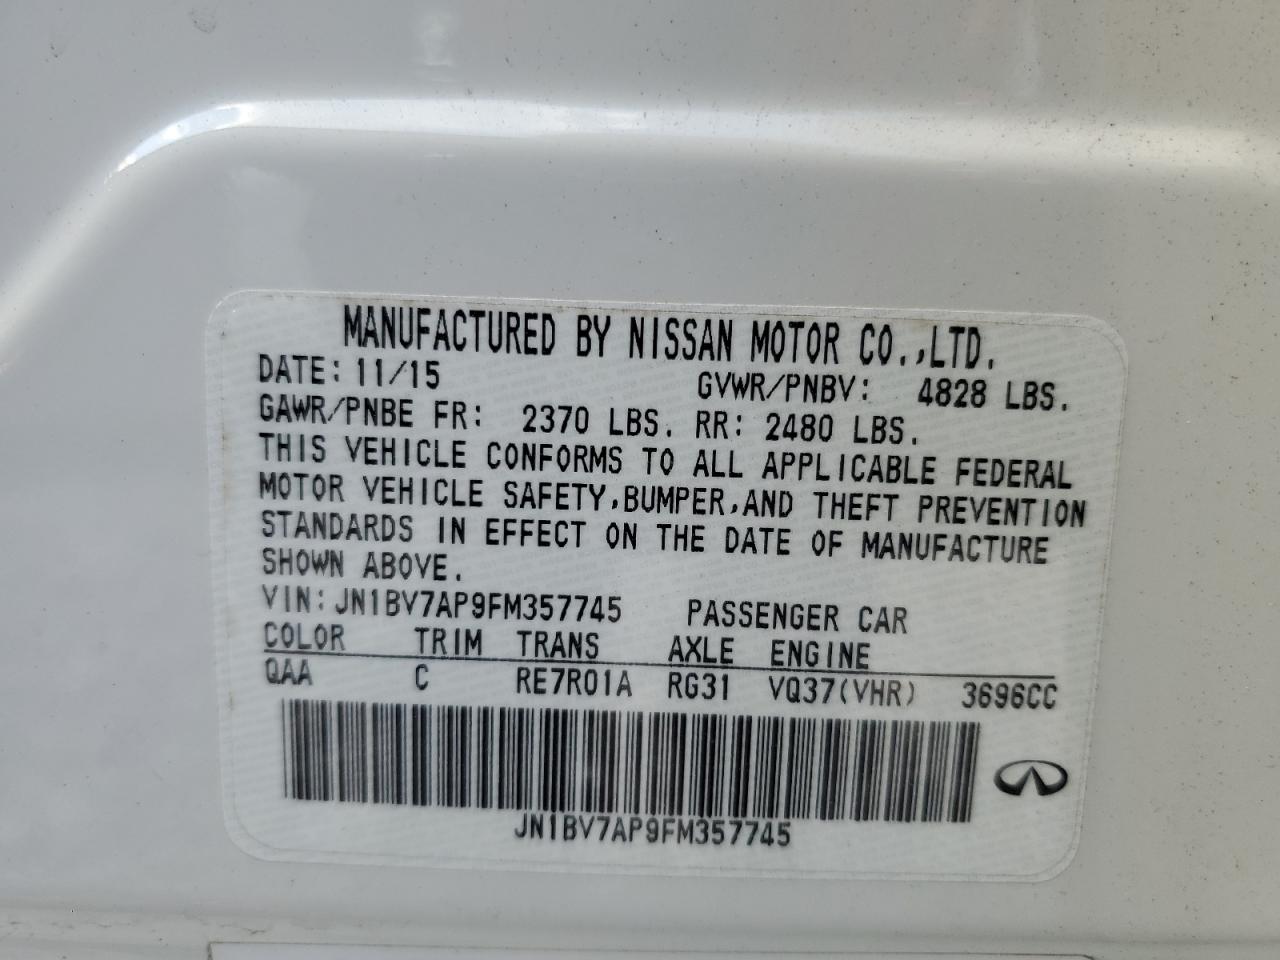 MANUFACTURED BY NISSAN MOTOR CO.,LTD.
DATE: 11/15 GVWR/PNBV: 4828 LBS.
GAWR/PNBE FR: 2370 LBS. RR: 2480 LBS.
THIS VEHICLE CONFORMS TO ALL APPLICABLE FEDERAL
MOTOR VEHICLE SAFETY,BUMPER,AND THEFT PREVENTION
STANDARDS IN EFFECT ON THE DATE OF MANUFACTURE
SHOWN ABOVE.
VIN: JN1BV7AP9FM357745 PASSENGER CAR
COLOR TRIM TRANS AXLE ENGINE
QAA C RE7R01A RG31 VQ37(VHR) 3696CC
JN1BV7AP9FM357745